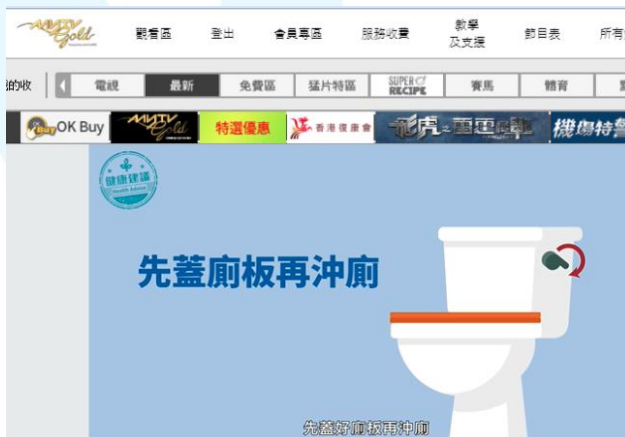 MyTV Gold
觀看區 登出 會員專區 服務收費 教學及支援 節目表 所有
的收 電視 最新 免費區 猛片特區 SUPER RECIPE 賽馬 體育
OK Buy MyTV Gold 特選優惠 香港復康會
健康建議
Health Advice
先蓋廁板再沖廁
先蓋好廁板再沖廁